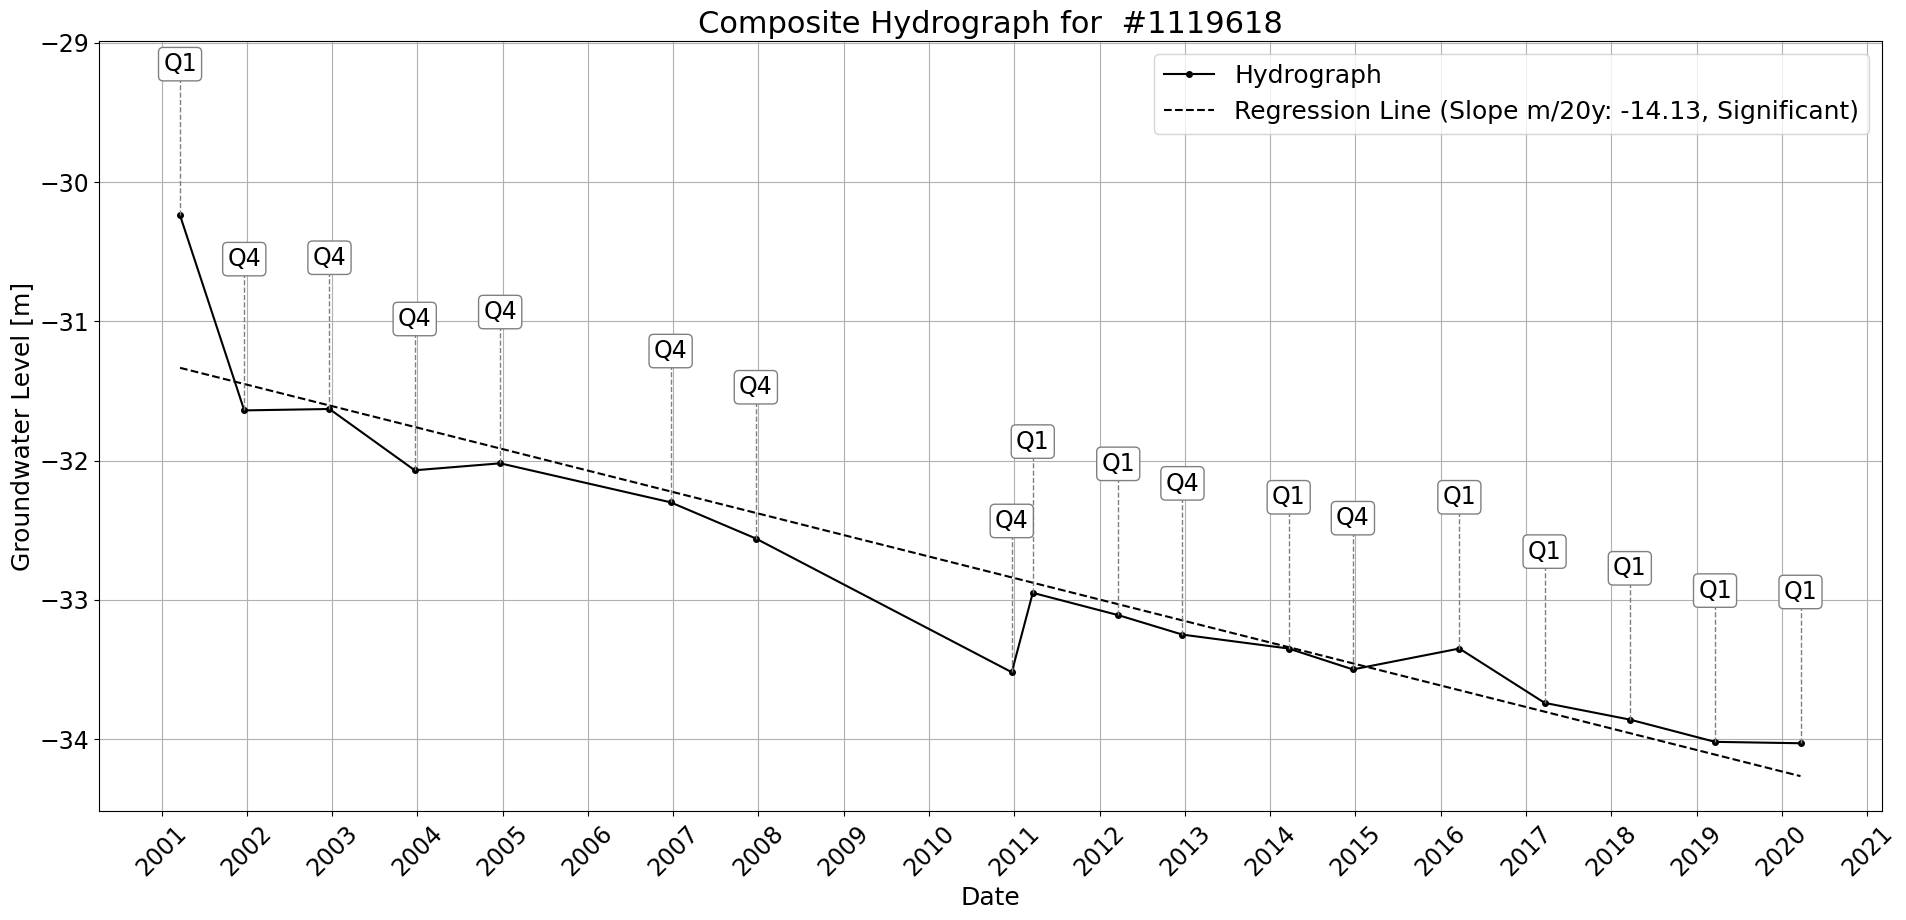 Composite Hydrograph for  #1119618
Hydrograph
Regression Line (Slope m/20y: -14.13, Significant)
Groundwater Level [m]
−29
−30
−31
−32
−33
−34
Q1
Q4
Q4
Q4
Q4
Q4
Q4
Q4
Q1
Q1
Q4
Q1
Q4
Q1
Q1
Q1
Q1
Q1
2001
2002
2003
2004
2005
2006
2007
2008
2009
2010
2011
2012
2013
2014
2015
2016
2017
2018
2019
2020
2021
Date